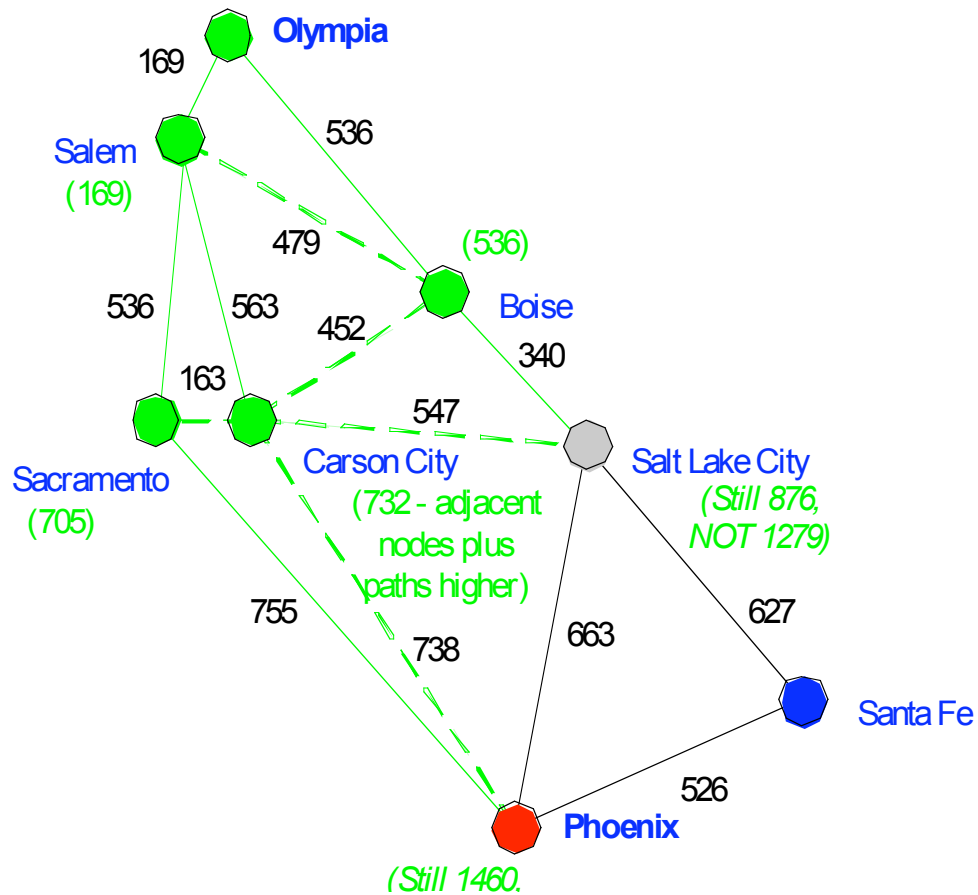 Olympia
169
536
Salem
(169)
479
(536)
Boise
536
563
452
340
163
547
Sacramento
(705)
Carson City
(732 - adjacent
nodes plus
paths higher)
Salt Lake City
(Still 876,
NOT 1279)
755
738
663
627
Santa Fe
526
Phoenix
(Still 1460,